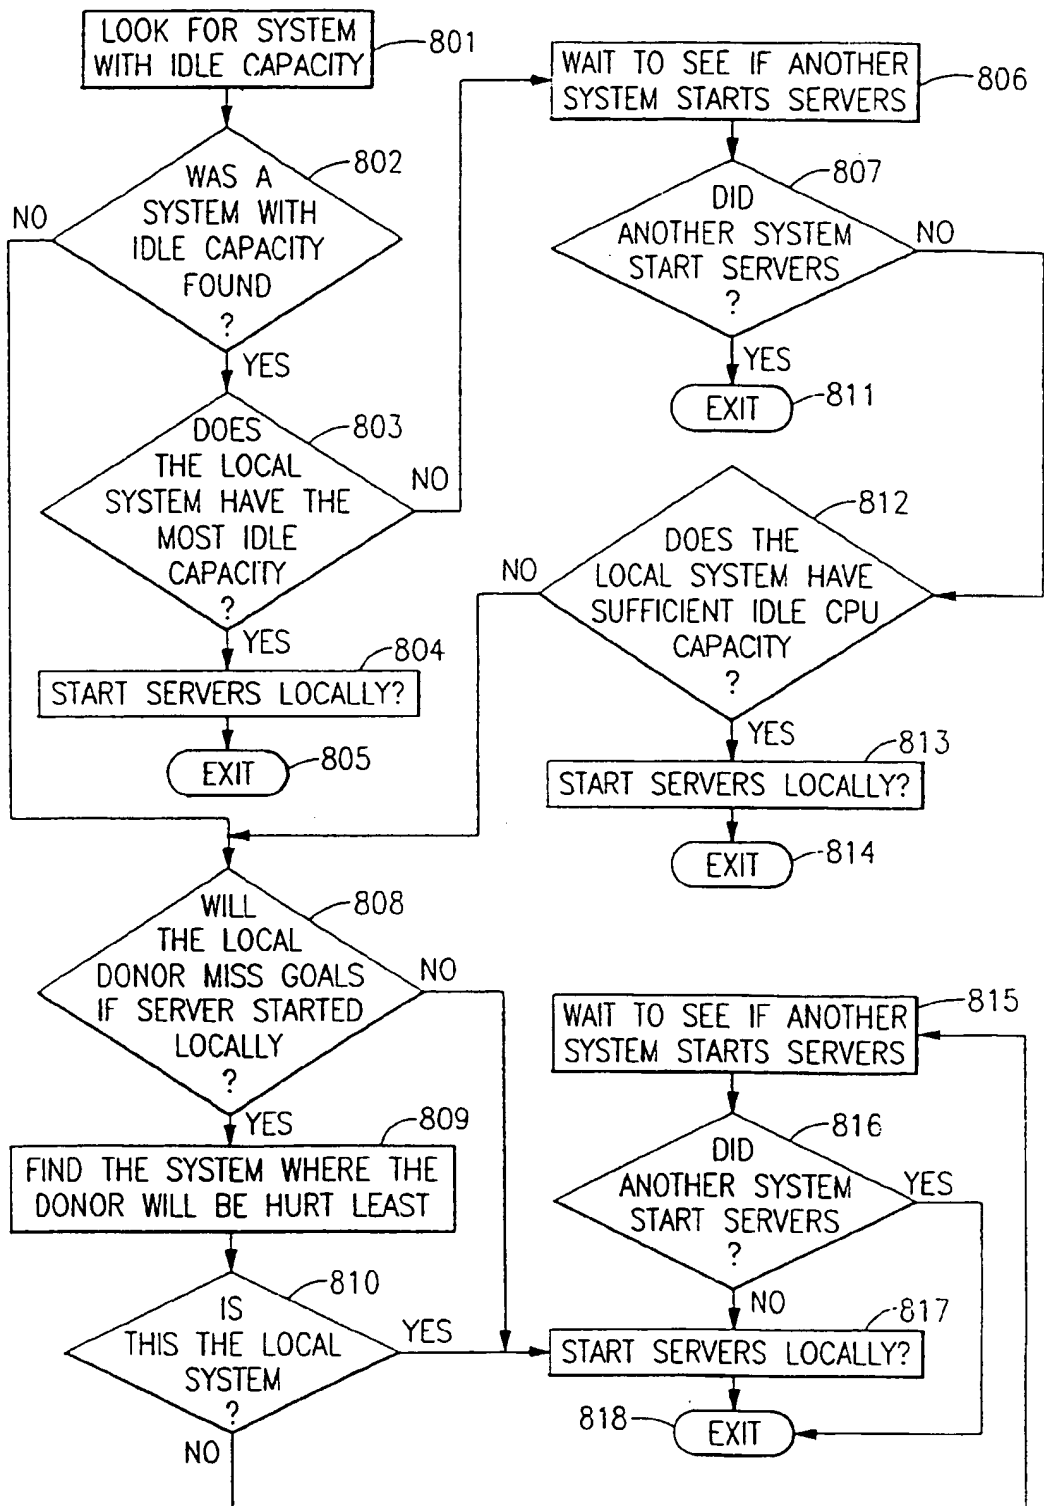 LOOK FOR SYSTEM
WITH IDLE CAPACITY
801
WAS A
SYSTEM WITH
IDLE CAPACITY
FOUND
?
802
NO
YES
DOES
THE LOCAL
SYSTEM HAVE THE
MOST IDLE
CAPACITY
?
803
NO
YES
START SERVERS LOCALLY?
804
EXIT
805
WAIT TO SEE IF ANOTHER
SYSTEM STARTS SERVERS
806
DID
ANOTHER SYSTEM
START SERVERS
?
807
NO
YES
EXIT
811
DOES THE
LOCAL SYSTEM HAVE
SUFFICIENT IDLE CPU
CAPACITY
?
812
NO
YES
START SERVERS LOCALLY?
813
EXIT
814
WILL
THE LOCAL
DONOR MISS GOALS
IF SERVER STARTED
LOCALLY
?
808
NO
YES
FIND THE SYSTEM WHERE THE
DONOR WILL BE HURT LEAST
809
IS
THIS THE LOCAL
SYSTEM
?
810
YES
NO
WAIT TO SEE IF ANOTHER
SYSTEM STARTS SERVERS
815
DID
ANOTHER SYSTEM
START SERVERS
?
816
YES
NO
START SERVERS LOCALLY?
817
EXIT
818